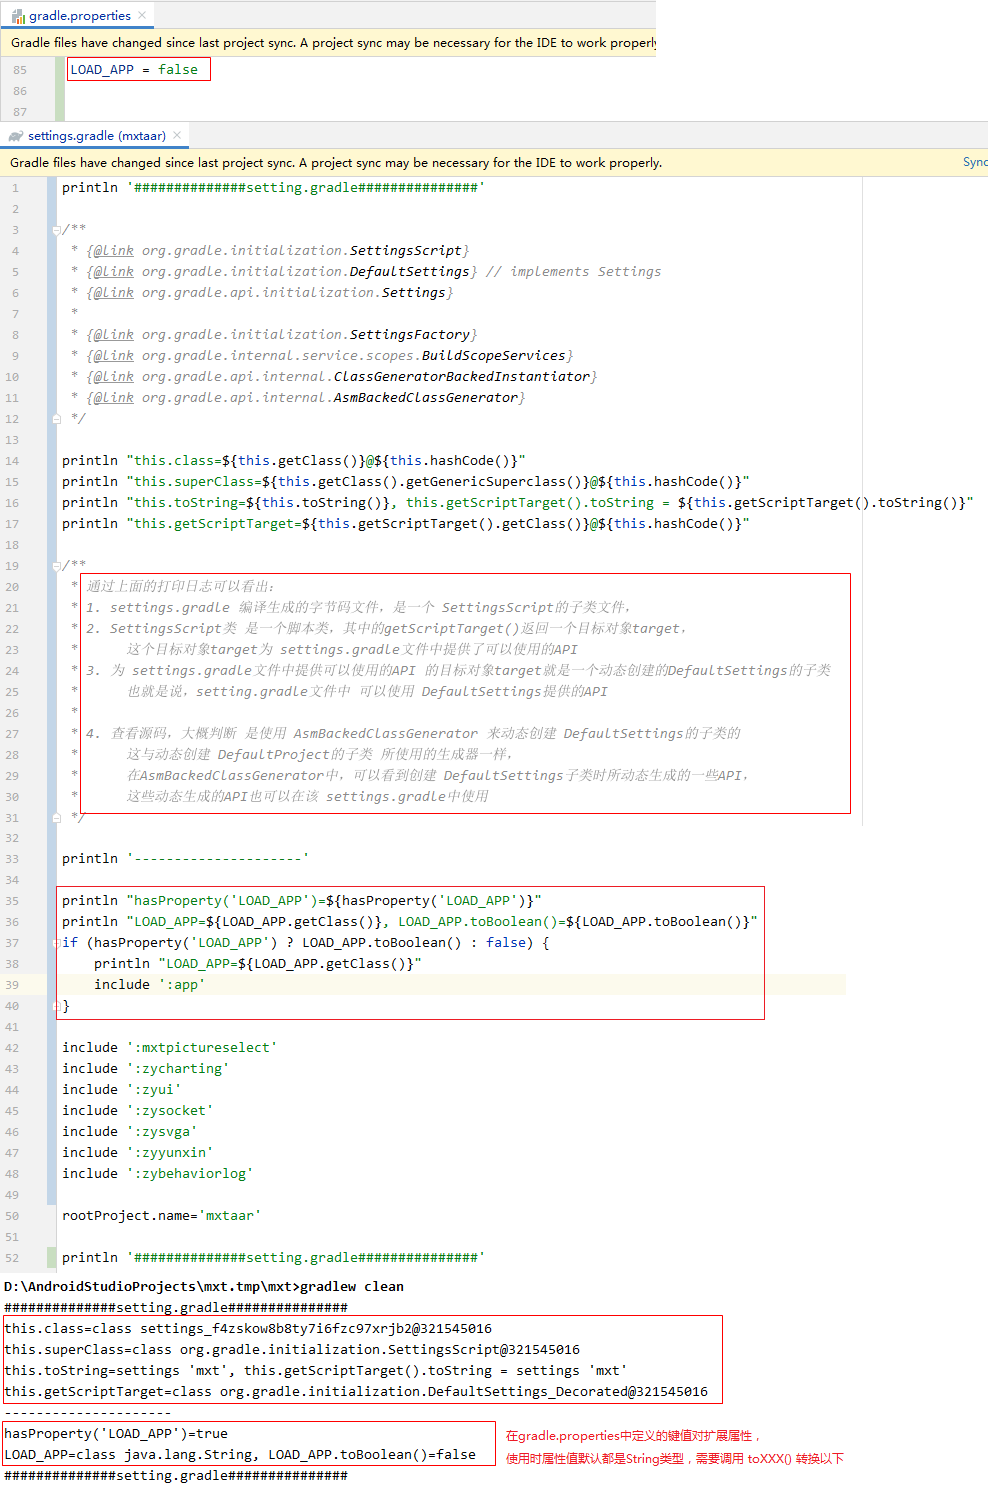 gradle.properties
Gradle files have changed since last project sync. A project sync may be necessary for the IDE to work properly
85 LOAD_APP = false
86
87
settings.gradle (mxtaar)
Gradle files have changed since last project sync. A project sync may be necessary for the IDE to work properly. Sync
1 println '##############setting.gradle###############'
2
3 /**
4 * {@link org.gradle.initialization.SettingsScript}
5 * {@link org.gradle.initialization.DefaultSettings} // implements Settings
6 * {@link org.gradle.api.initialization.Settings}
7 *
8 * {@link org.gradle.initialization.SettingsFactory}
9 * {@link org.gradle.internal.service.scopes.BuildScopeServices}
10 * {@link org.gradle.api.internal.ClassGeneratorBackedInstantiator}
11 * {@link org.gradle.api.internal.AsmBackedClassGenerator}
12 */
13
14 println "this.class=${this.getClass()}@${this.hashCode()}"
15 println "this.superClass=${this.getClass().getGenericSuperclass()}@${this.hashCode()}"
16 println "this.toString=${this.toString()}, this.getScriptTarget().toString = ${this.getScriptTarget().toString()}"
17 println "this.getScriptTarget=${this.getScriptTarget().getClass()}@${this.hashCode()}"
18
19 /**
20 * 通过上面的打印日志可以看出：
21 * 1. settings.gradle 编译生成的字节码文件，是一个 SettingsScript的子类文件，
22 * 2. SettingsScript类 是一个脚本类，其中的getScriptTarget()返回一个目标对象target，
23 * 这个目标对象target为 settings.gradle文件中提供了可以使用的API
24 * 3. 为 settings.gradle文件中提供可以使用的API 的目标对象target就是一个动态创建的DefaultSettings的子类
25 * 也就是说，setting.gradle文件中 可以使用 DefaultSettings提供的API
26 *
27 * 4. 查看源码，大概判断 是使用 AsmBackedClassGenerator 来动态创建 DefaultSettings的子类的
28 * 这与动态创建 DefaultProject的子类 所使用的生成器一样，
29 * 在AsmBackedClassGenerator中，可以看到创建 DefaultSettings子类时所动态生成的一些API，
30 * 这些动态生成的API也可以在该 settings.gradle中使用
31 */
32
33 println '---------------------'
34
35 println "hasProperty('LOAD_APP')=${hasProperty('LOAD_APP')}"
36 println "LOAD_APP=${LOAD_APP.getClass()}, LOAD_APP.toBoolean()=${LOAD_APP.toBoolean()}"
37 if (hasProperty('LOAD_APP') ? LOAD_APP.toBoolean() : false) {
38 println "LOAD_APP=${LOAD_APP.getClass()}"
39 include ':app'
40 }
41
42 include ':mxtpictureselect'
43 include ':zycharting'
44 include ':zyui'
45 include ':zysocket'
46 include ':zysvga'
47 include ':zyyunxin'
48 include ':zybehaviorlog'
49
50 rootProject.name='mxtaar'
51
52 println '##############setting.gradle###############'
D:\AndroidStudioProjects\mxt.tmp\mxt>gradlew clean
##############setting.gradle###############
this.class=class settings_f4zskow8b8ty7i6fzc97xrjb2@321545016
this.superClass=class org.gradle.initialization.SettingsScript@321545016
this.toString=settings 'mxt', this.getScriptTarget().toString = settings 'mxt'
this.getScriptTarget=class org.gradle.initialization.DefaultSettings_Decorated@321545016
---------------------
hasProperty('LOAD_APP')=true
在gradle.properties中定义的键值对扩展属性，
LOAD_APP=class java.lang.String, LOAD_APP.toBoolean()=false
使用时属性值默认都是String类型，需要调用 toXXX() 转换以下
##############setting.gradle###############